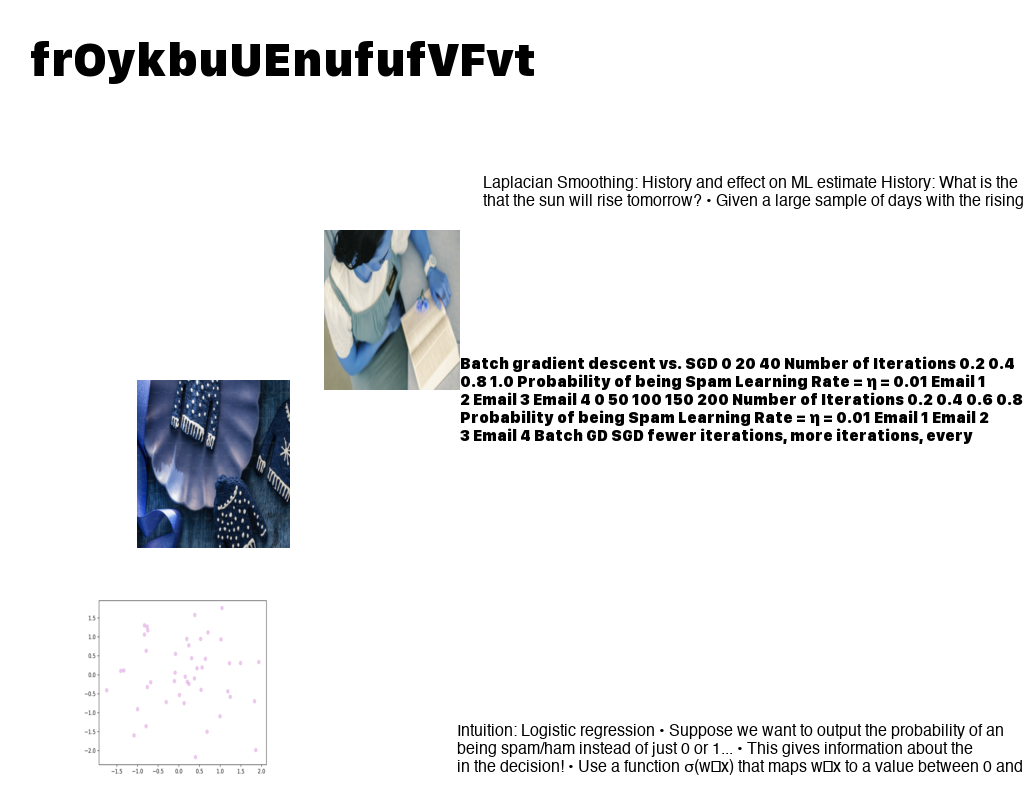 frOykbuUEnufufVFvt
Laplacian Smoothing: History and effect on ML estimate History: What is the
that the sun will rise tomorrow? • Given a large sample of days with the rising
Batch gradient descent vs. SGD 0 20 40 Number of Iterations 0.2 0.4
0.8 1.0 Probability of being Spam Learning Rate = η = 0.01 Email 1
2 Email 3 Email 4 0 50 100 150 200 Number of Iterations 0.2 0.4 0.6 0.8
Probability of being Spam Learning Rate = η = 0.01 Email 1 Email 2
3 Email 4 Batch GD SGD fewer iterations, more iterations, every
1.5
1.0
0.5
0.0
−0.5
−1.0
−1.5
−2.0
−1.5 −1.0 −0.5 0.0 0.5 1.0 1.5 2.0
Intuition: Logistic regression • Suppose we want to output the probability of an
being spam/ham instead of just 0 or 1... • This gives information about the
in the decision! • Use a function σ(w□x) that maps w□x to a value between 0 and